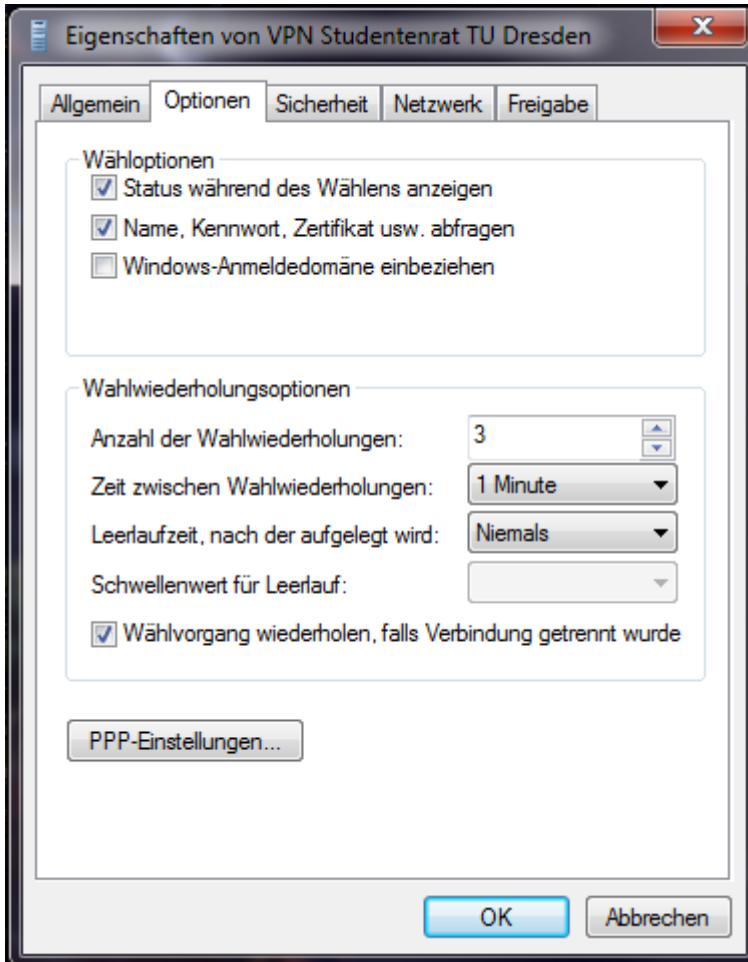 Eigenschaften von VPN Studentenrat TU Dresden
Allgemein Optionen Sicherheit Netzwerk Freigabe
Wähloptionen
Status während des Wählens anzeigen
Name, Kennwort, Zertifikat usw. abfragen
Windows-Anmeldedomäne einbeziehen
Wahlwiederholungsoptionen
Anzahl der Wahlwiederholungen: 3
Zeit zwischen Wahlwiederholungen: 1 Minute
Leerlaufzeit, nach der aufgelegt wird: Niemals
Schwellenwert für Leerlauf:
Wählvorgang wiederholen, falls Verbindung getrennt wurde
PPP-Einstellungen...
OK Abbrechen